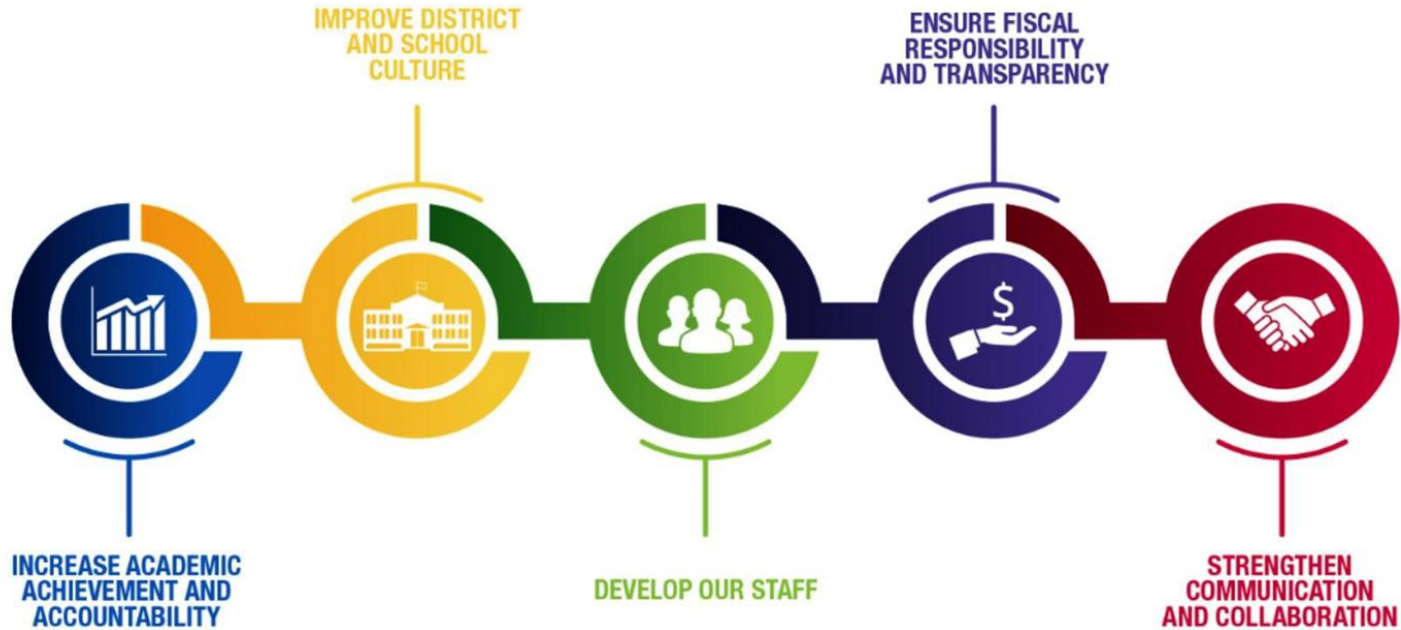 IMPROVE DISTRICT
AND SCHOOL
CULTURE
ENSURE FISCAL
RESPONSIBILITY
AND TRANSPARENCY
$
INCREASE ACADEMIC
ACHIEVEMENT AND
ACCOUNTABILITY
DEVELOP OUR STAFF
STRENGTHEN
COMMUNICATION
AND COLLABORATION